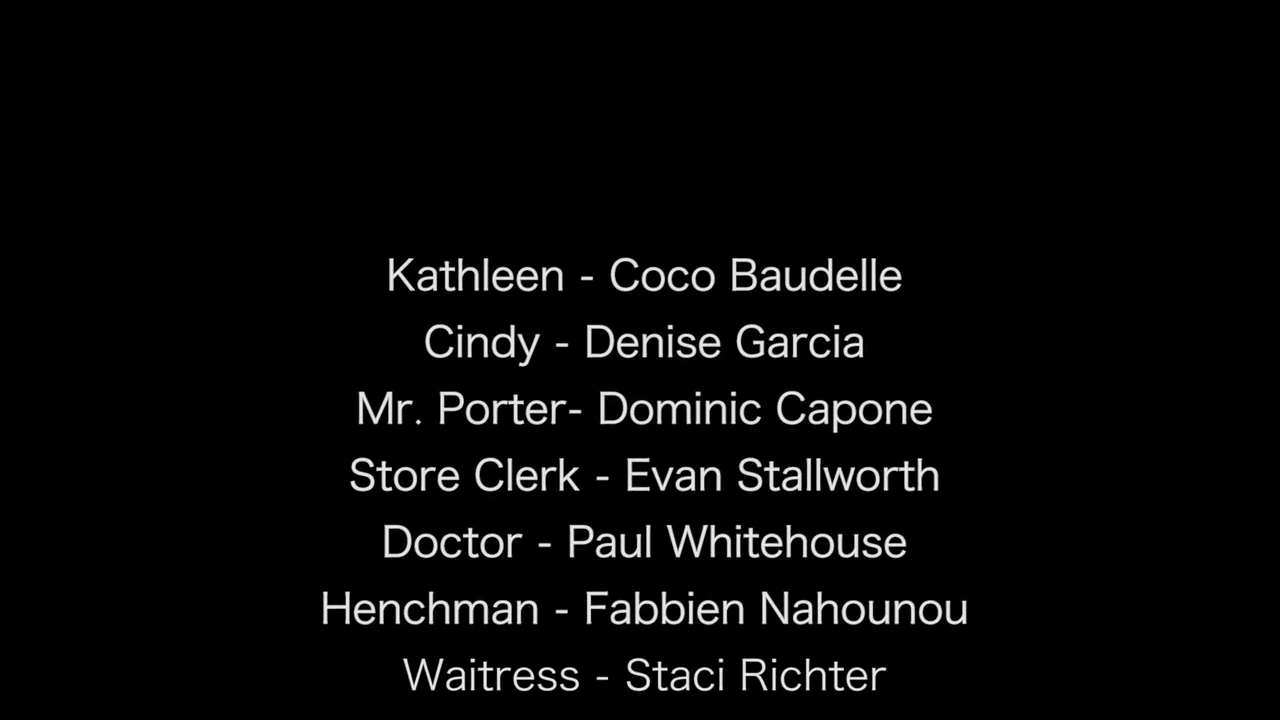 Kathleen - Coco Baudelle
Cindy - Denise Garcia
Mr. Porter- Dominic Capone
Store Clerk - Evan Stallworth
Doctor - Paul Whitehouse
Henchman - Fabbien Nahounou
Waitress - Staci Richter